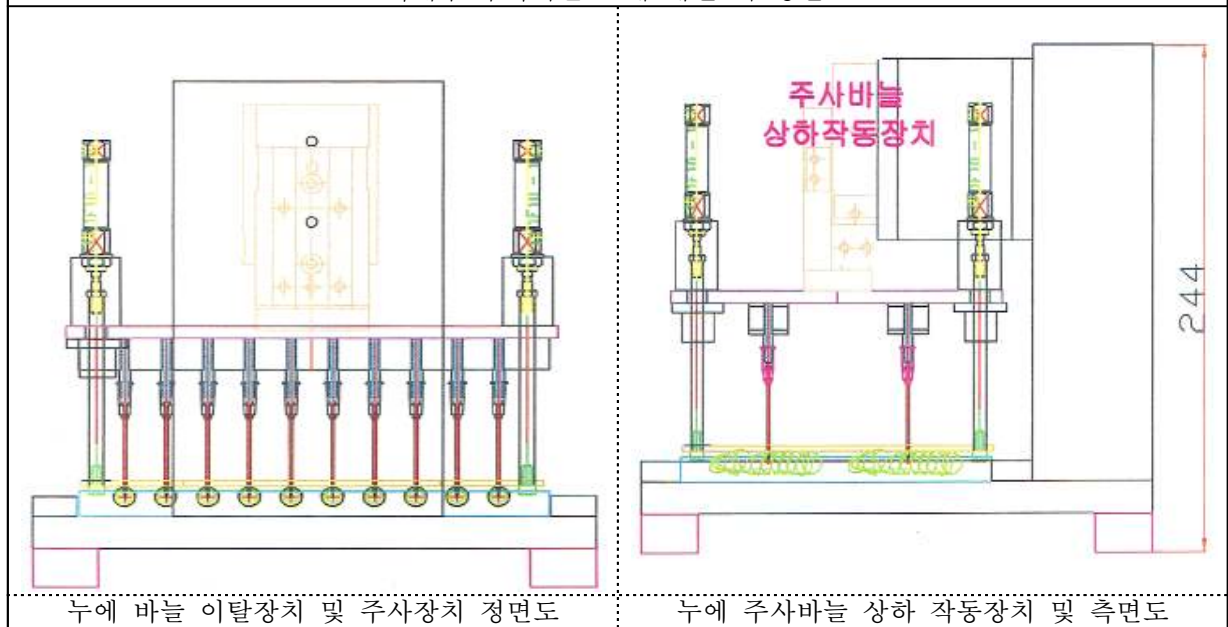 주사바늘
상하작동장치
244
누에 바늘 이탈장치 및 주사장치 정면도
누에 주사바늘 상하 작동장치 및 측면도